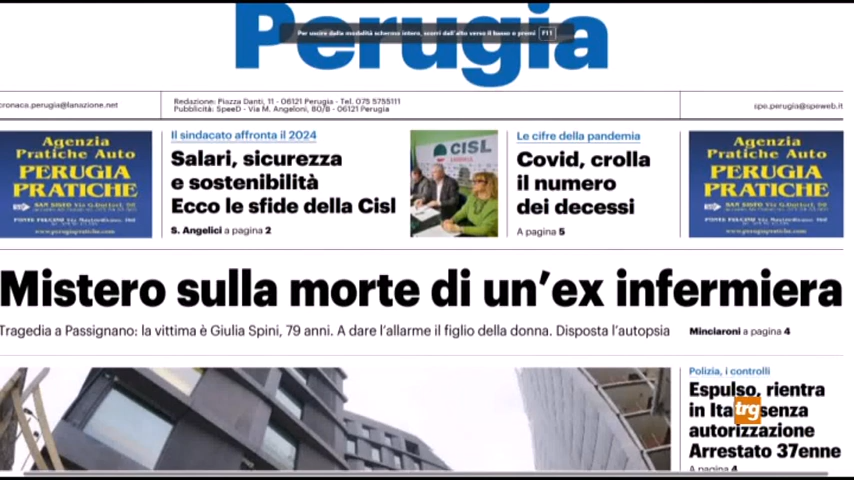 Perugia
Per uscire dalla modalità schermo intero, scorri dall'alto verso il basso o premi F11
cronaca.perugia@lanazione.net
Redazione: Piazza Danti, 11 - 06121 Perugia - Tel. 075 5755111
Pubblicità: SpeeD - Via M. Angeloni, 80/B - 06121 Perugia
spe.perugia@speweb.it
Agenzia
Pratiche Auto
PERUGIA
PRATICHE
www.perugiapratiche.com
Il sindacato affronta il 2024
Salari, sicurezza
e sostenibilità
Ecco le sfide della Cisl
S. Angelici a pagina 2
CISL
Le cifre della pandemia
Covid, crolla
il numero
dei decessi
A pagina 5
Agenzia
Pratiche Auto
PERUGIA
PRATICHE
www.perugiapratiche.com
Mistero sulla morte di un'ex infermiera
Tragedia a Passignano: la vittima è Giulia Spini, 79 anni. A dare l'allarme il figlio della donna. Disposta l'autopsia
Minciaroni a pagina 4
Polizia, i controlli
Espulso, rientra
in Ita senza
autorizzazione
Arrestato 37enne
A pagina 4
trg